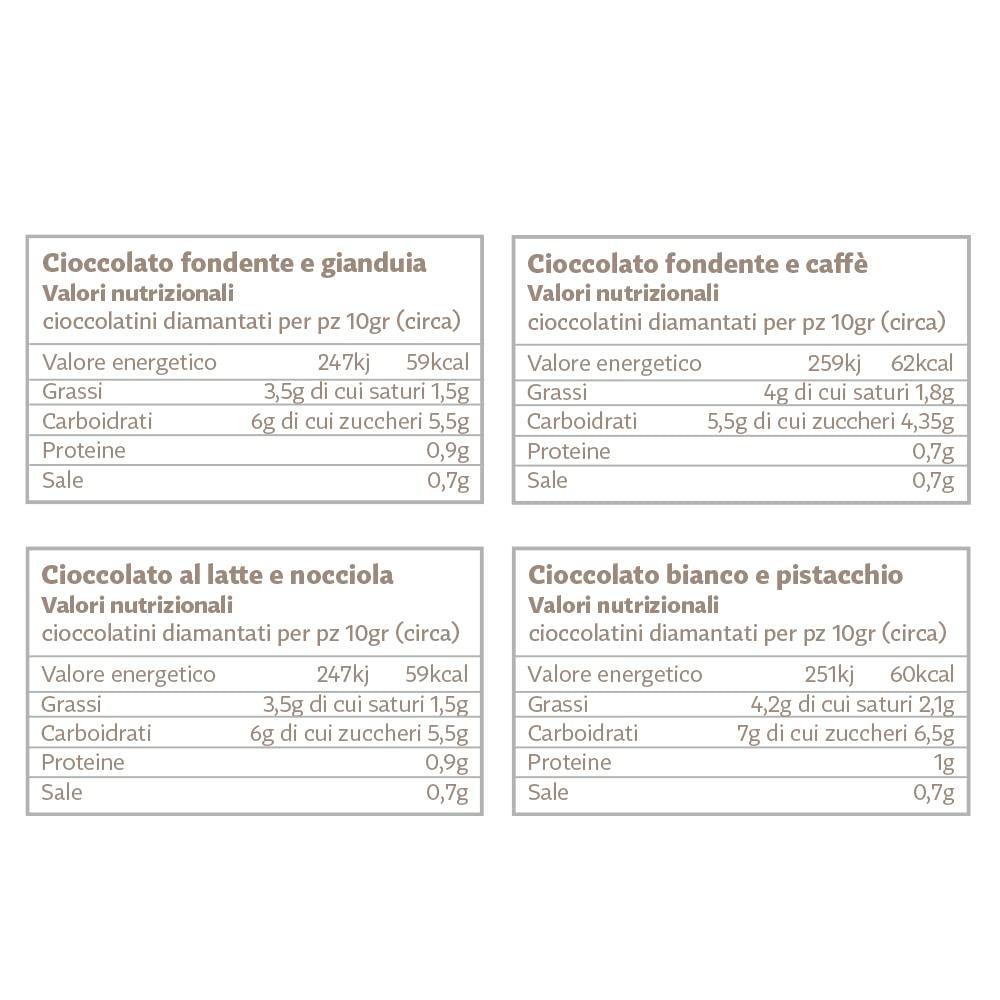 Cioccolato fondente e gianduia
Valori nutrizionali
cioccolatini diamantati per pz 10gr (circa)
Valore energetico 247kj 59kcal
Grassi 3,5g di cui saturi 1,5g
Carboidrati 6g di cui zuccheri 5,5g
Proteine 0,9g
Sale 0,7g
Cioccolato fondente e caffè
Valori nutrizionali
cioccolatini diamantati per pz 10gr (circa)
Valore energetico 259kj 62kcal
Grassi 4g di cui saturi 1,8g
Carboidrati 5,5g di cui zuccheri 4,35g
Proteine 0,7g
Sale 0,7g
Cioccolato al latte e nocciola
Valori nutrizionali
cioccolatini diamantati per pz 10gr (circa)
Valore energetico 247kj 59kcal
Grassi 3,5g di cui saturi 1,5g
Carboidrati 6g di cui zuccheri 5,5g
Proteine 0,9g
Sale 0,7g
Cioccolato bianco e pistacchio
Valori nutrizionali
cioccolatini diamantati per pz 10gr (circa)
Valore energetico 251kj 60kcal
Grassi 4,2g di cui saturi 2,1g
Carboidrati 7g di cui zuccheri 6,5g
Proteine 1g
Sale 0,7g